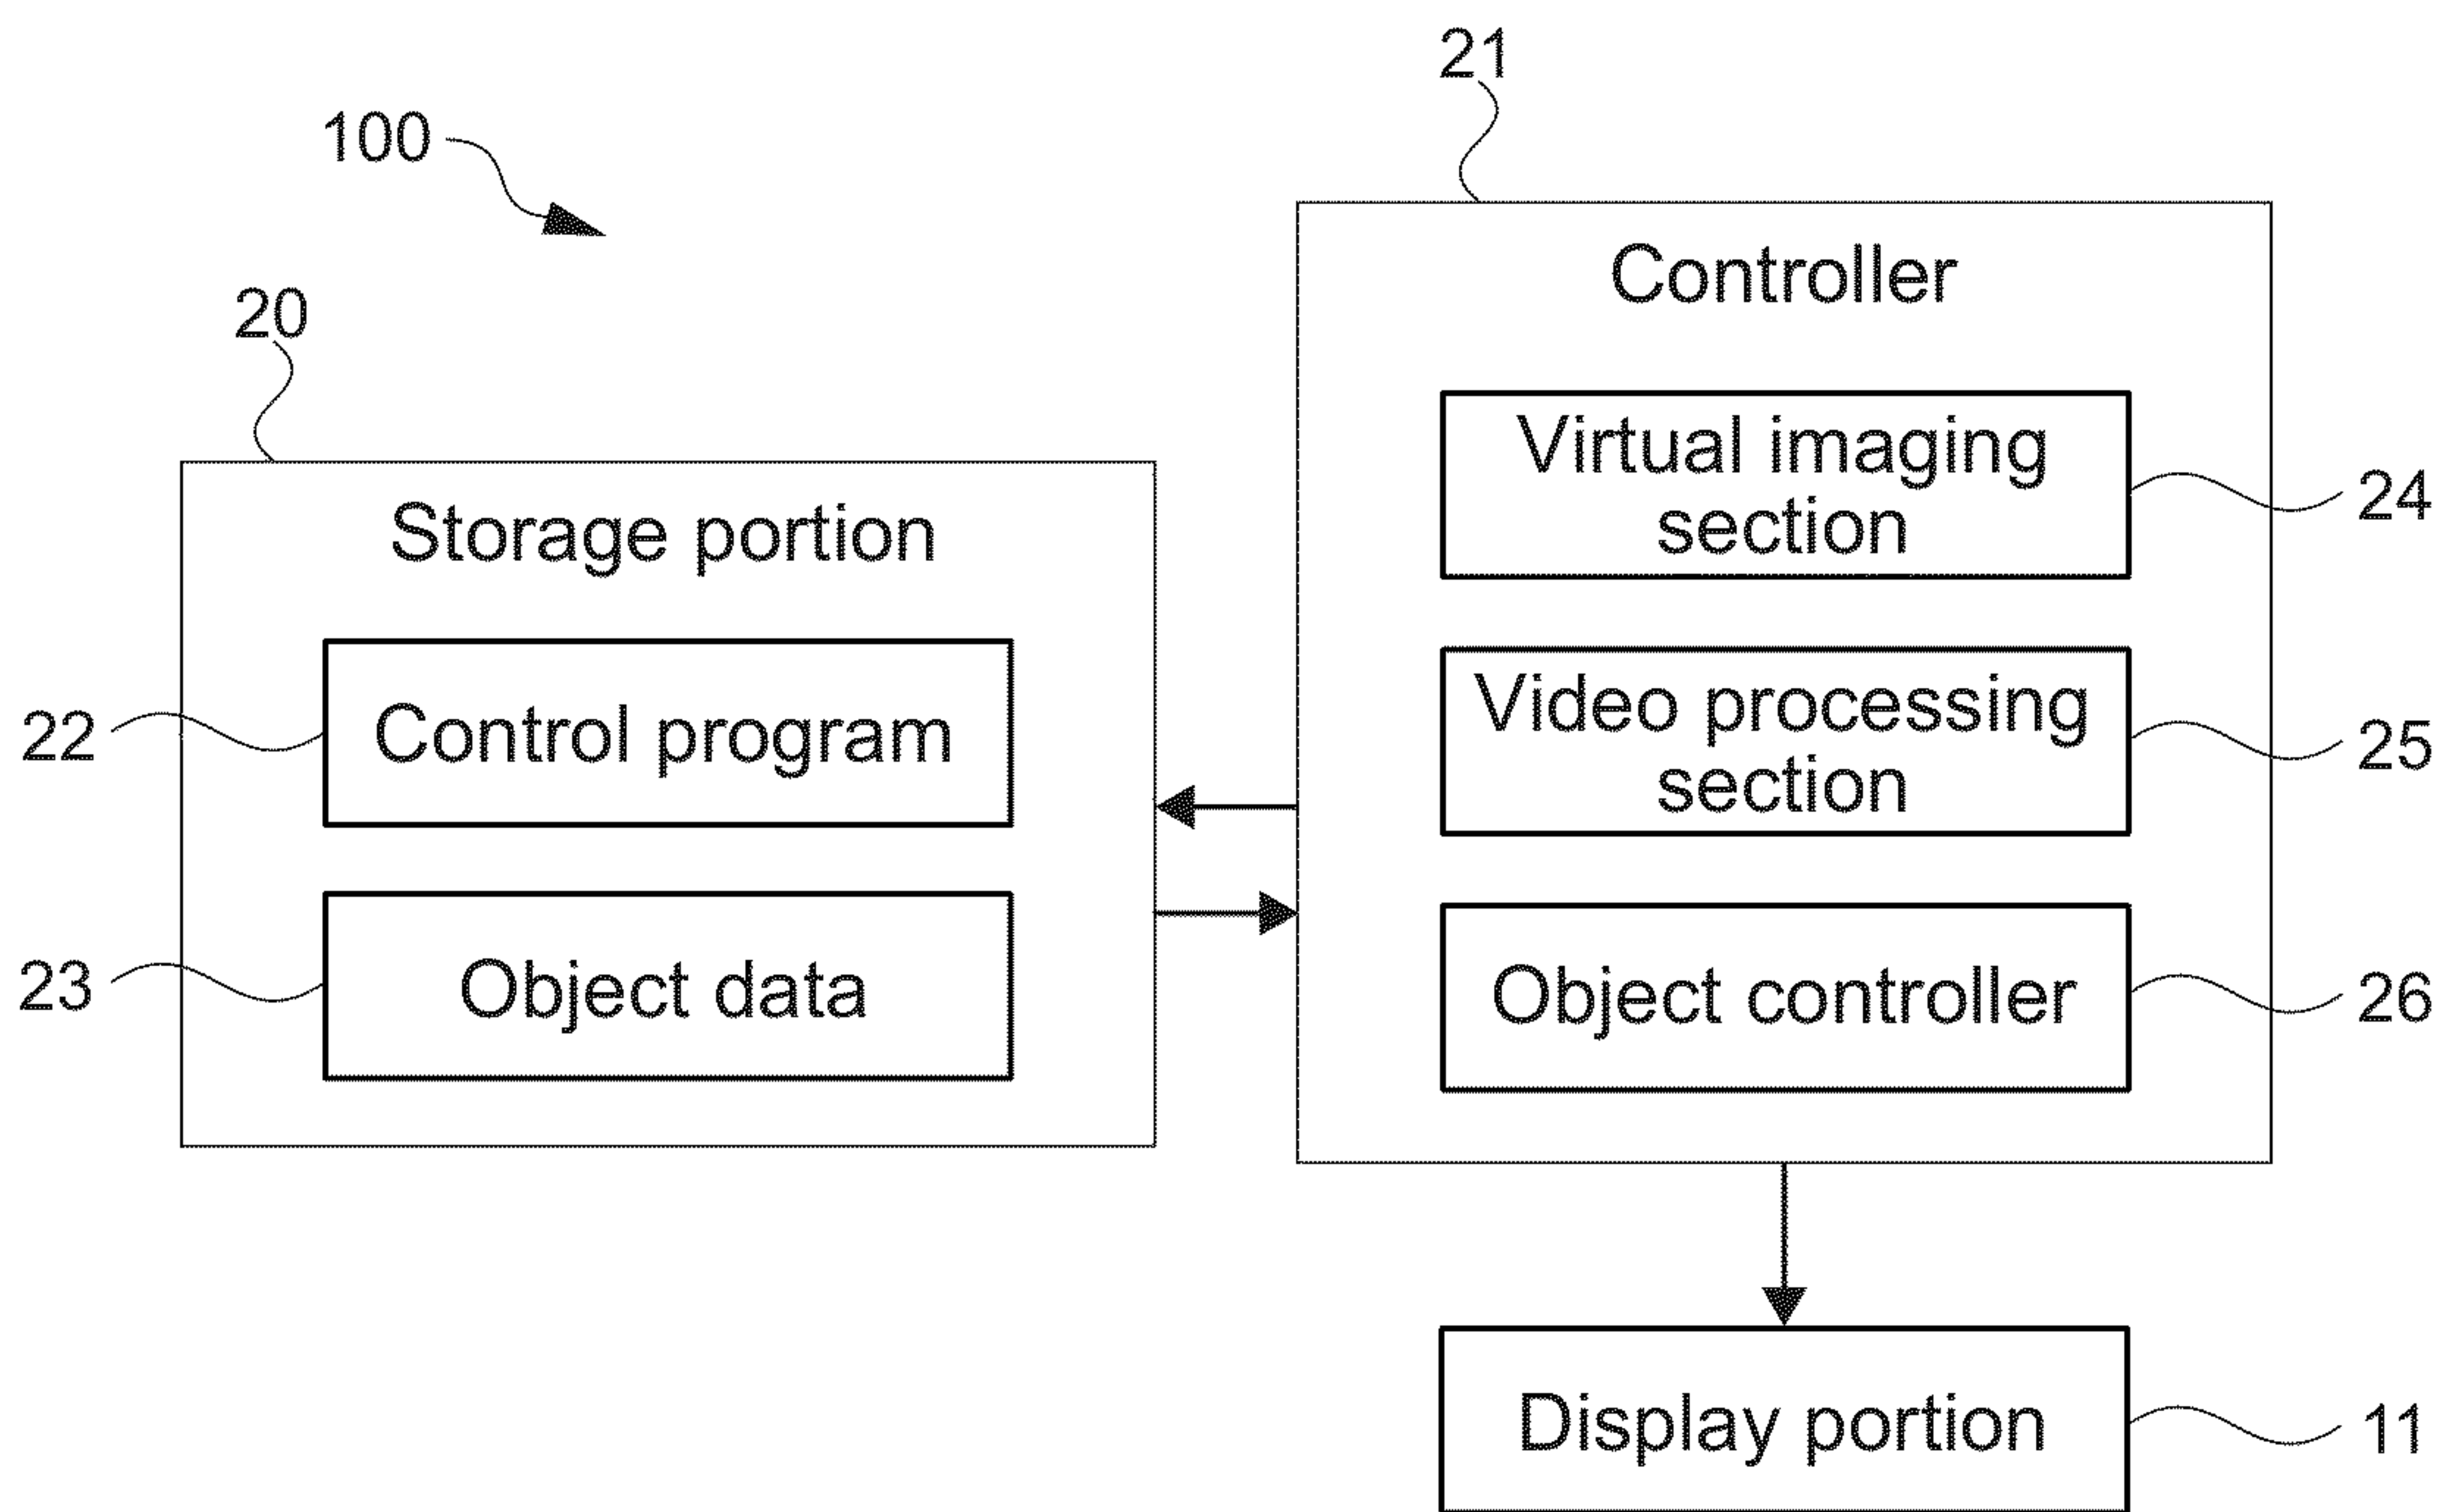 100
20
Storage portion
22
Control program
23
Object data
21
Controller
Virtual imaging
section
24
Video processing
section
25
Object controller
26
Display portion
11